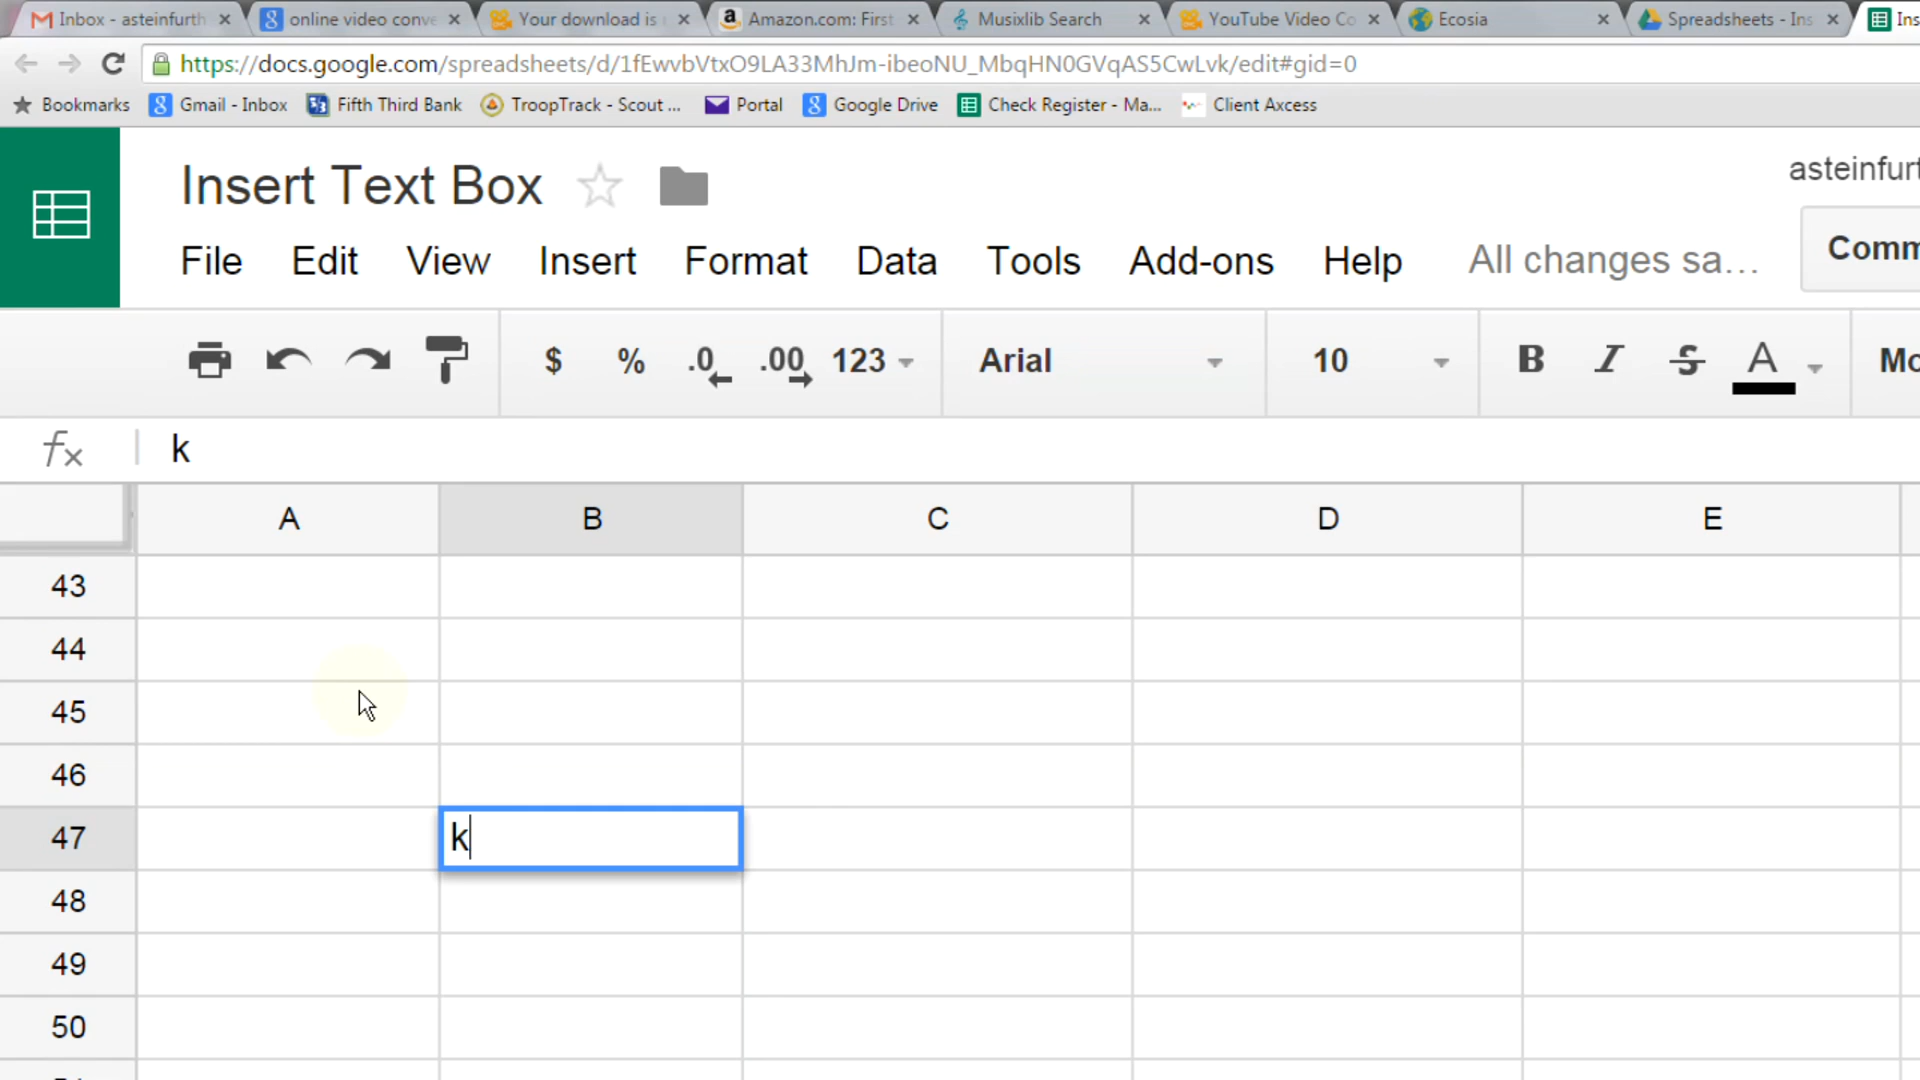 Inbox - asteinfurth online video conve Your download is Amazon.com: First Musixlib Search YouTube Video Co Ecosia Spreadsheets - Ins Ins
https://docs.google.com/spreadsheets/d/1fEwvbVtxO9LA33MhJm-ibeoNU_MbqHN0GVqAS5CwLvk/edit#gid=0
Bookmarks Gmail - Inbox Fifth Third Bank TroopTrack - Scout ... Portal Google Drive Check Register - Ma... Client Axcess
Insert Text Box asteinfurt
File Edit View Insert Format Data Tools Add-ons Help All changes sa... Comm
$ % .0 .00 123 Arial 10 B I S A Mo
fx k
A B C D E
43
44
45
46
47 k
48
49
50